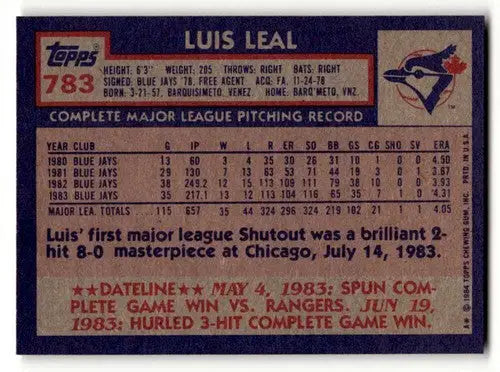 LUIS LEAL
Topps
783
HEIGHT: 6'3" WEIGHT: 205 THROWS: RIGHT BATS: RIGHT
SIGNED: BLUE JAYS '78, FREE AGENT ACQ: FA, 11-24-78
BORN: 3-21-57, BARQUISIMETO, VENEZ HOME: BARQ'METO, VNZ.
TM
COMPLETE MAJOR LEAGUE PITCHING RECORD
YEAR CLUB G IP W L R ER SO BB GS CG SHO SV ERA
1980 BLUE JAYS 13 60 3 4 35 30 26 31 10 1 0 0 4.50
1981 BLUE JAYS 29 130 7 13 63 53 71 44 19 3 0 1 3.67
1982 BLUE JAYS 38 249.2 12 15 113 109 111 79 38 10 0 0 3.93
1983 BLUE JAYS 35 217.1 13 12 113 104 116 65 35 7 1 0 *4.31
MAJOR LEA. TOTALS 115 657 35 44 324 296 324 219 102 21 1 1 4.05
Luis' first major league Shutout was a brilliant 2-
hit 8-0 masterpiece at Chicago, July 14, 1983.
★★DATELINE★★ MAY 4, 1983: SPUN COM-
PLETE GAME WIN VS. RANGERS. JUN 19,
1983: HURLED 3-HIT COMPLETE GAME WIN.
A* © 1984 TOPPS CHEWING GUM, INC. PRTD. IN U.S.A.